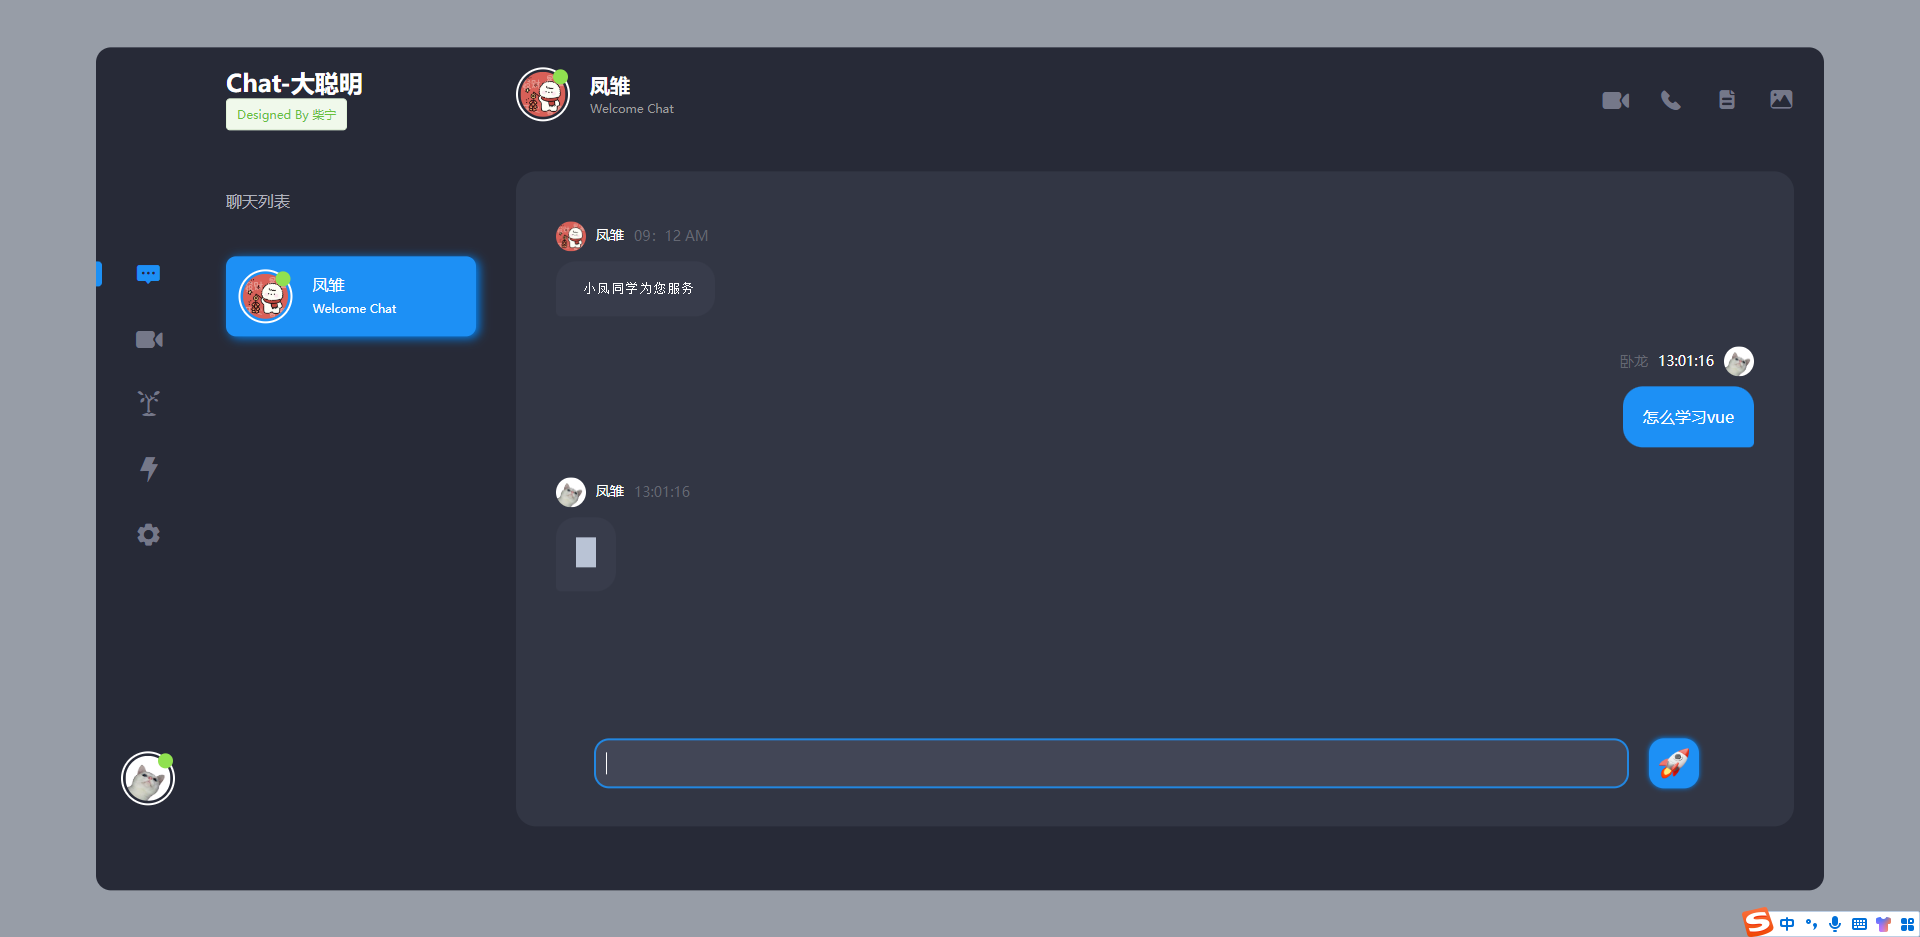 Chat-大聪明
Designed By 柴宁
聊天列表
凤雏
Welcome Chat
凤雏
Welcome Chat
凤雏 09：12 AM
小凤同学为您服务
卧龙 13:01:16
怎么学习vue
凤雏 13:01:16
S 中